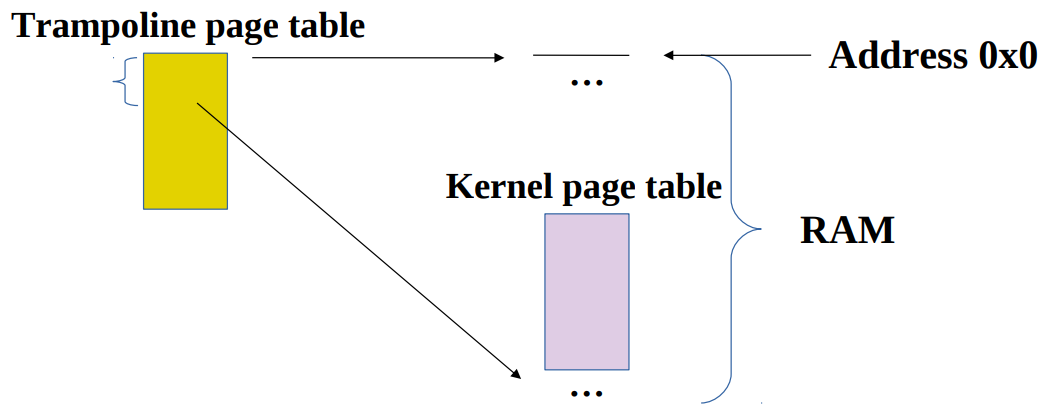 Trampoline page table
Address 0x0
...
Kernel page table
RAM
...